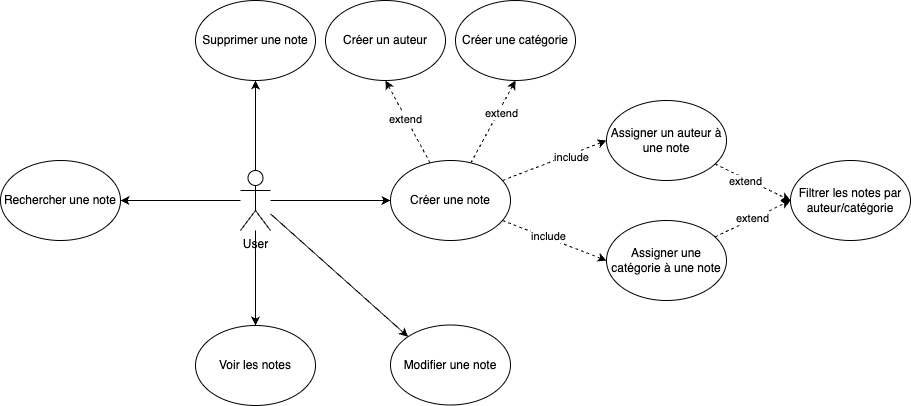 Supprimer une note
Créer un auteur
Créer une catégorie
extend
extend
Assigner un auteur à
une note
include
Rechercher une note
User
Créer une note
extend
Filtrer les notes par
auteur/catégorie
extend
include
Assigner une
catégorie à une note
Voir les notes
Modifier une note